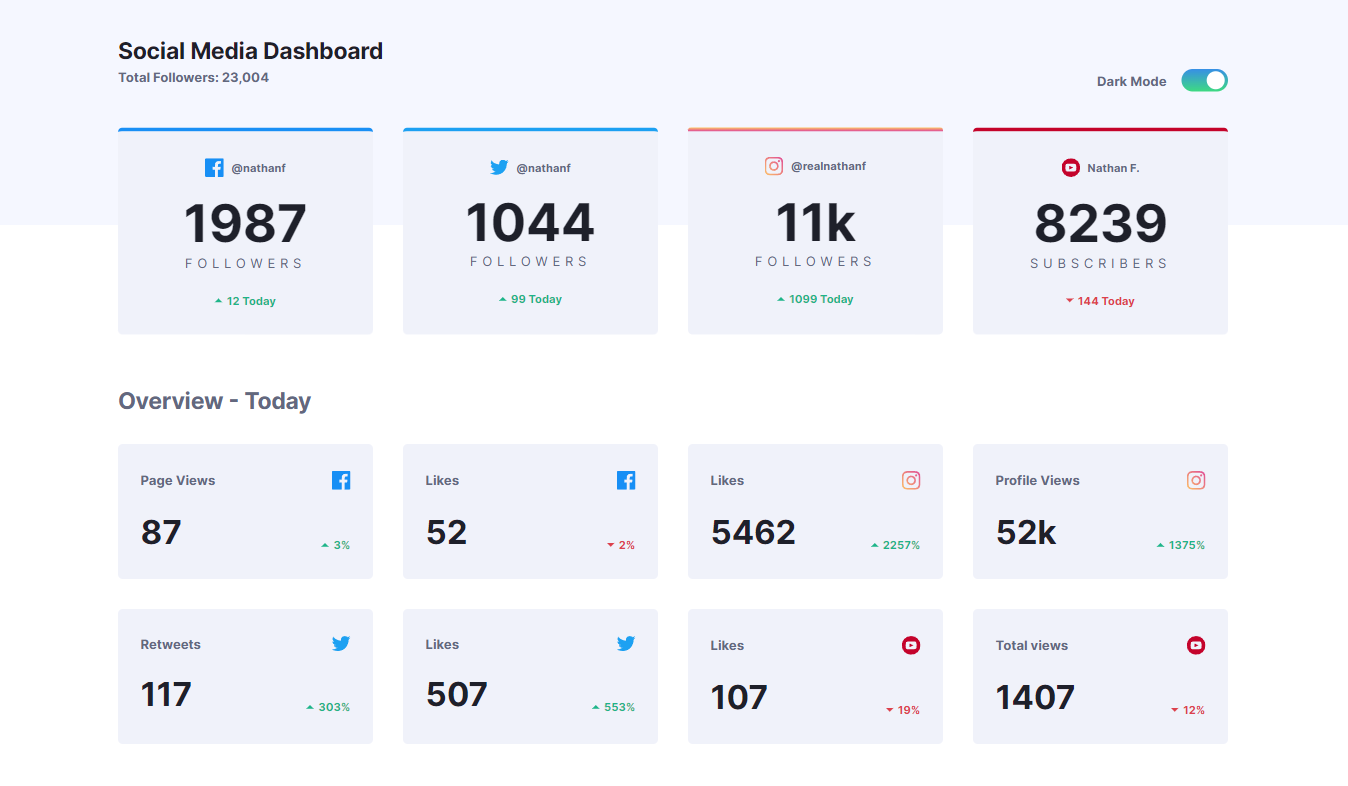 Social Media Dashboard
Total Followers: 23,004
Dark Mode
@nathanf
1987
FOLLOWERS
12 Today
@nathanf
1044
FOLLOWERS
99 Today
@realnathanf
11k
FOLLOWERS
1099 Today
Nathan F.
8239
SUBSCRIBERS
144 Today
Overview - Today
Page Views
87
3%
Likes
52
2%
Likes
5462
2257%
Profile Views
52k
1375%
Retweets
117
303%
Likes
507
553%
Likes
107
19%
Total views
1407
12%